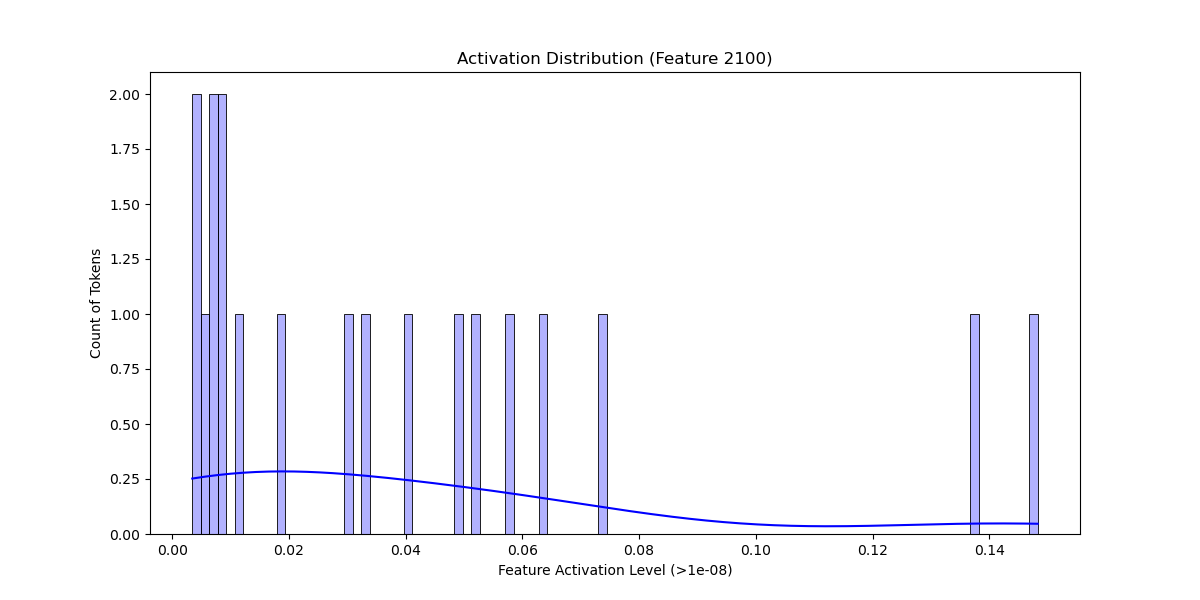 Activation Distribution (Feature 2100)
2.00
1.75
1.50
1.25
1.00
0.75
0.50
0.25
0.00
Count of Tokens
0.00 0.02 0.04 0.06 0.08 0.10 0.12 0.14
Feature Activation Level (>1e-08)